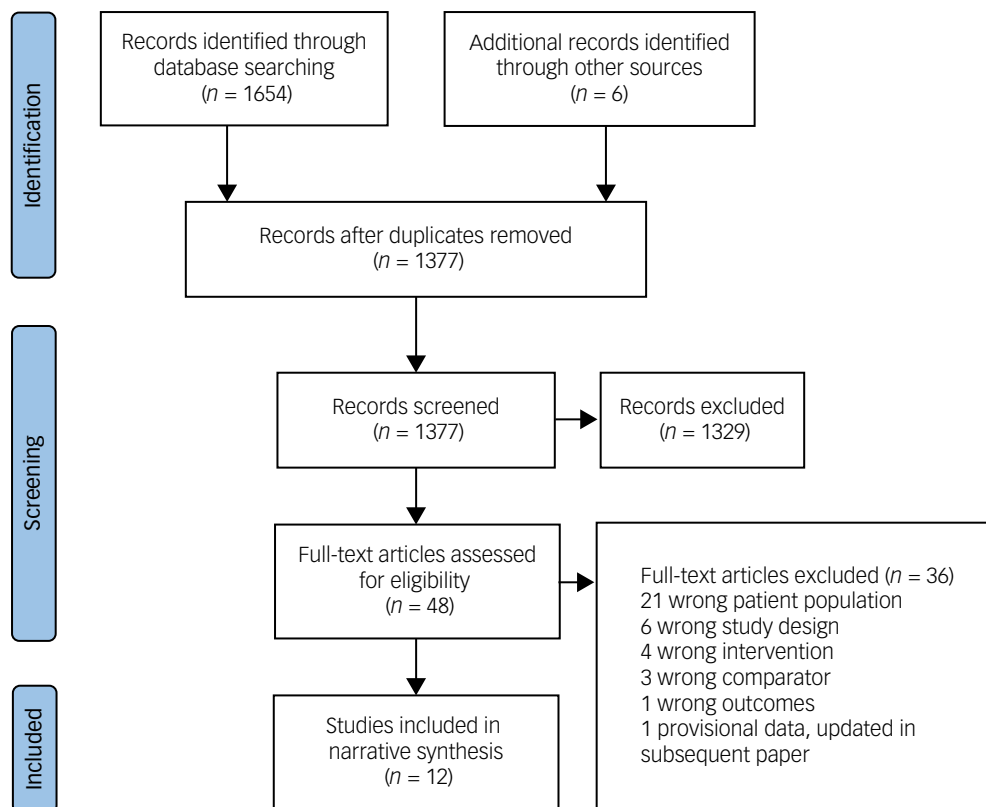 Identification
Records identified through
database searching
(n = 1654)
Additional records identified
through other sources
(n = 6)
Records after duplicates removed
(n = 1377)
Screening
Records screened
(n = 1377)
Records excluded
(n = 1329)
Full-text articles assessed
for eligibility
(n = 48)
Full-text articles excluded (n = 36)
21 wrong patient population
6 wrong study design
4 wrong intervention
3 wrong comparator
1 wrong outcomes
1 provisional data, updated in
subsequent paper
Included
Studies included in
narrative synthesis
(n = 12)